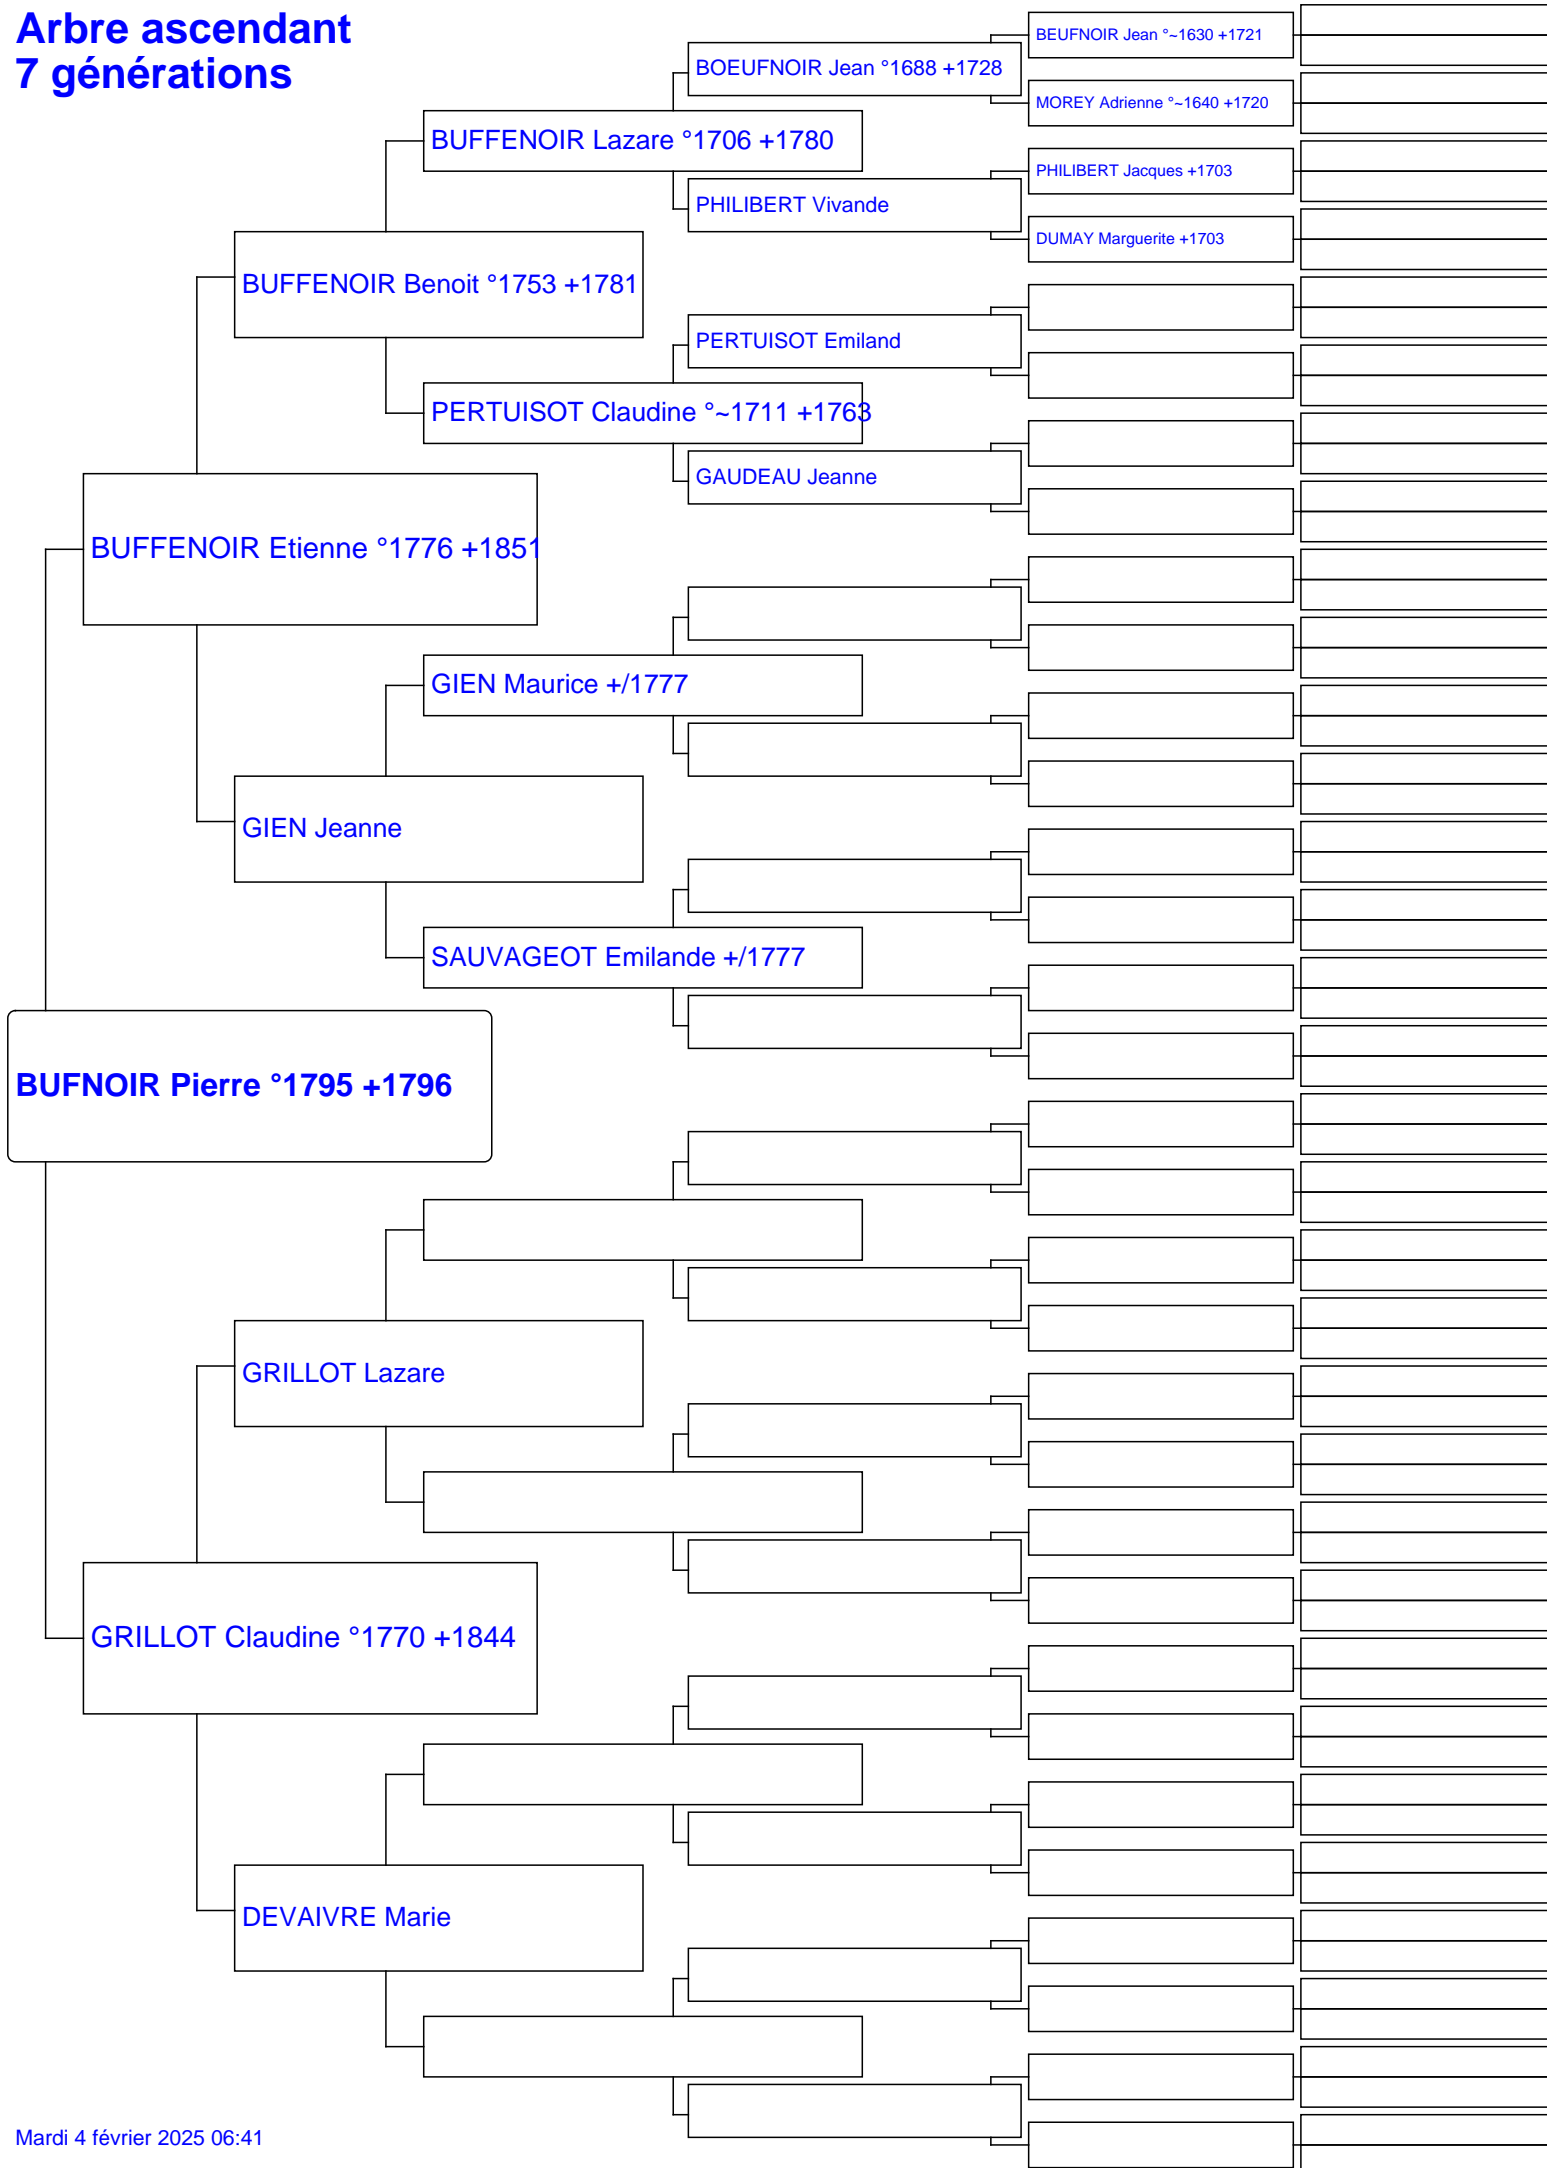 Arbre ascendant
7 générations
BEUFNOIR Jean °~1630 +1721
BOEUFNOIR Jean °1688 +1728
MOREY Adrienne °~1640 +1720
BUFFENOIR Lazare °1706 +1780
PHILIBERT Jacques +1703
PHILIBERT Vivande
DUMAY Marguerite +1703
BUFFENOIR Benoit °1753 +1781
PERTUISOT Emiland
PERTUISOT Claudine °~1711 +1763
GAUDEAU Jeanne
BUFFENOIR Etienne °1776 +1851
GIEN Maurice +/1777
GIEN Jeanne
SAUVAGEOT Emilande +/1777
BUFNOIR Pierre °1795 +1796
GRILLOT Lazare
GRILLOT Claudine °1770 +1844
DEVAIVRE Marie
Mardi 4 février 2025 06:41